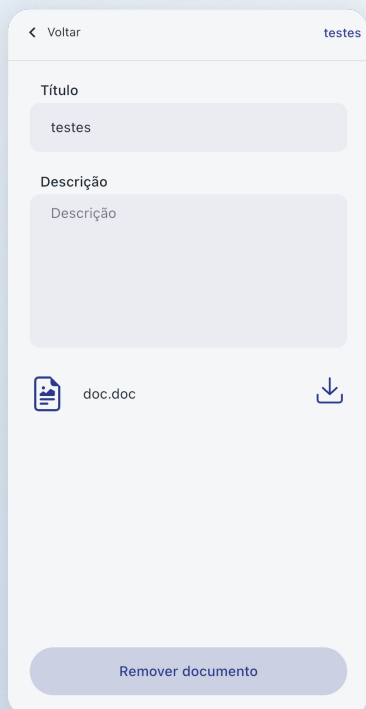 Voltar
testes
Título
testes
Descrição
Descrição
doc.doc
Remover documento